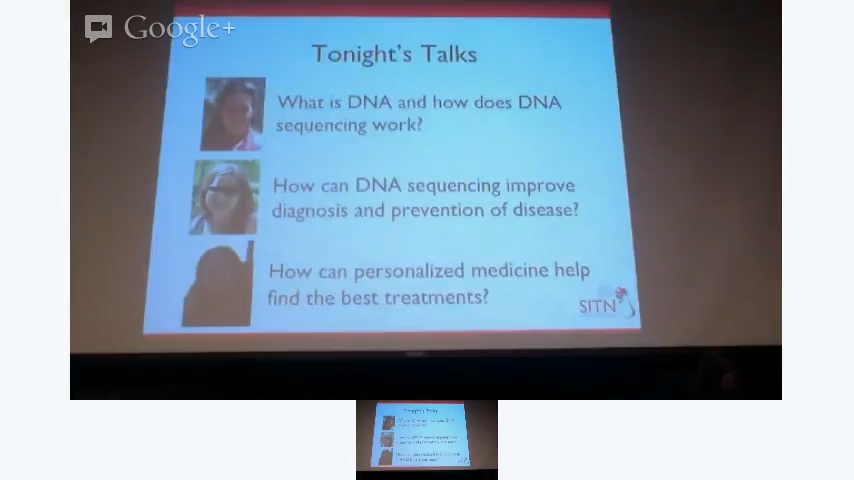 Google+
Tonight's Talks
What is DNA and how does DNA
sequencing work?
How can DNA sequencing improve
diagnosis and prevention of disease?
How can personalized medicine help
find the best treatments?
SITN